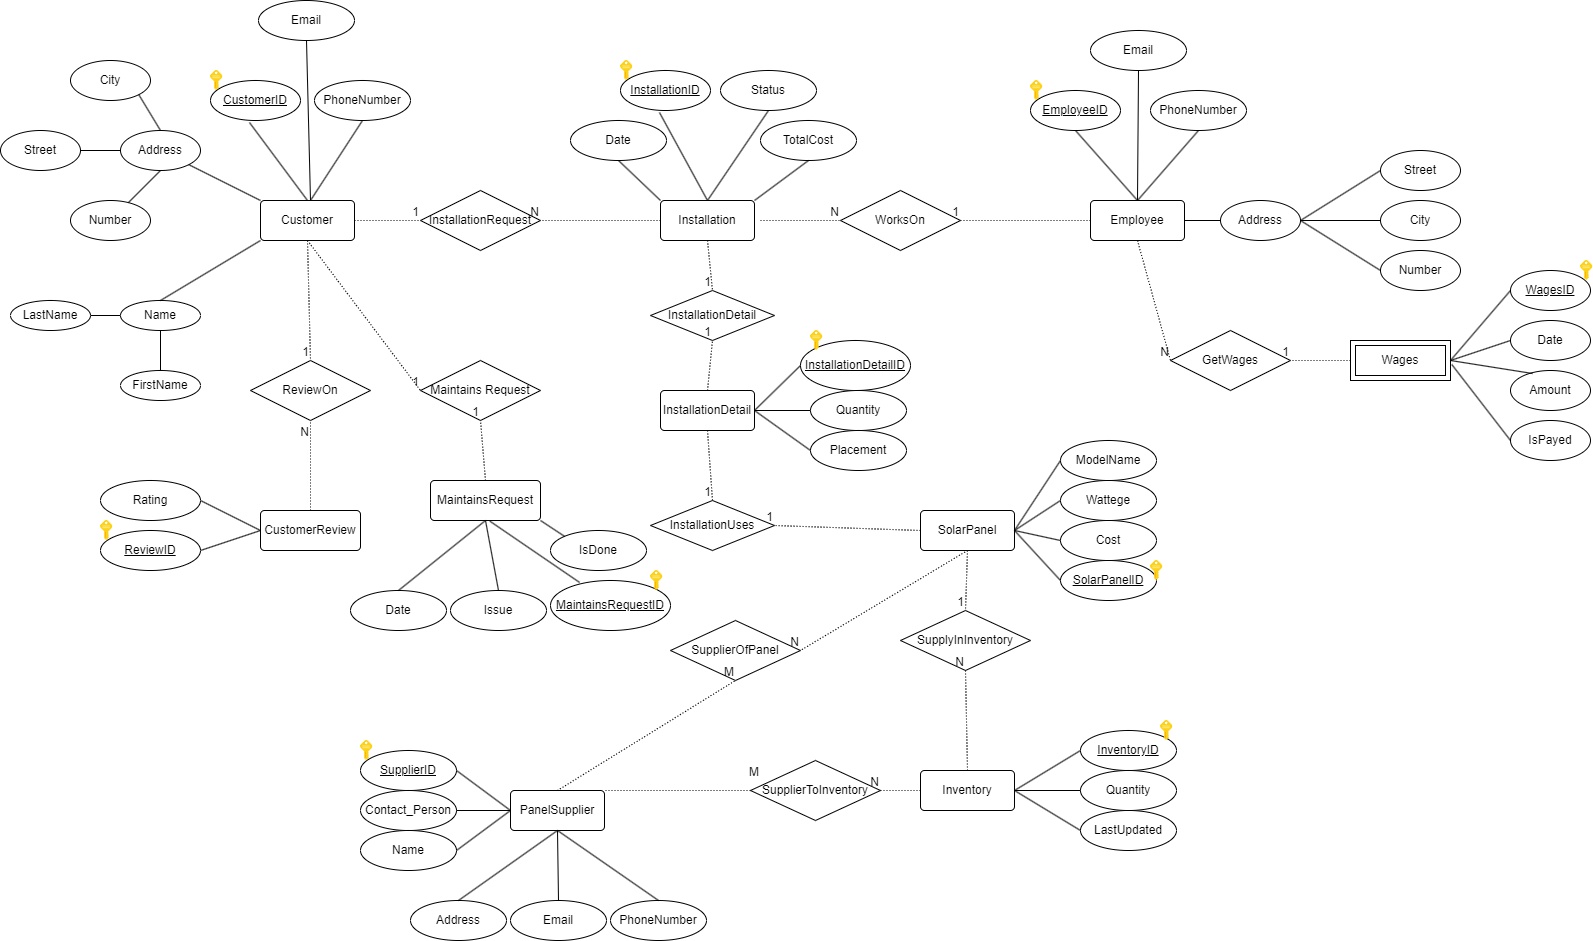 Email
City
CustomerID
PhoneNumber
Street
Address
Number
Customer
1
InstallationRequest
N
LastName
Name
FirstName
InstallationID
Status
Date
TotalCost
Installation
N
WorksOn
1
Email
EmployeeID
PhoneNumber
Employee
Address
Street
City
Number
N
GetWages
1
Wages
WagesID
Date
Amount
IsPayed
1
ReviewOn
N
1
Maintains Request
1
1
InstallationDetail
1
InstallationDetail
InstallationDetailID
Quantity
Placement
Rating
ReviewID
CustomerReview
MaintainsRequest
IsDone
Date
Issue
MaintainsRequestID
1
InstallationUses
1
SolarPanel
ModelName
Wattege
Cost
SolarPanelID
SupplierOfPanel
N
M
1
SupplyInInventory
N
SupplierID
Contact_Person
Name
PanelSupplier
M
SupplierToInventory
N
Inventory
InventoryID
Quantity
LastUpdated
Address
Email
PhoneNumber